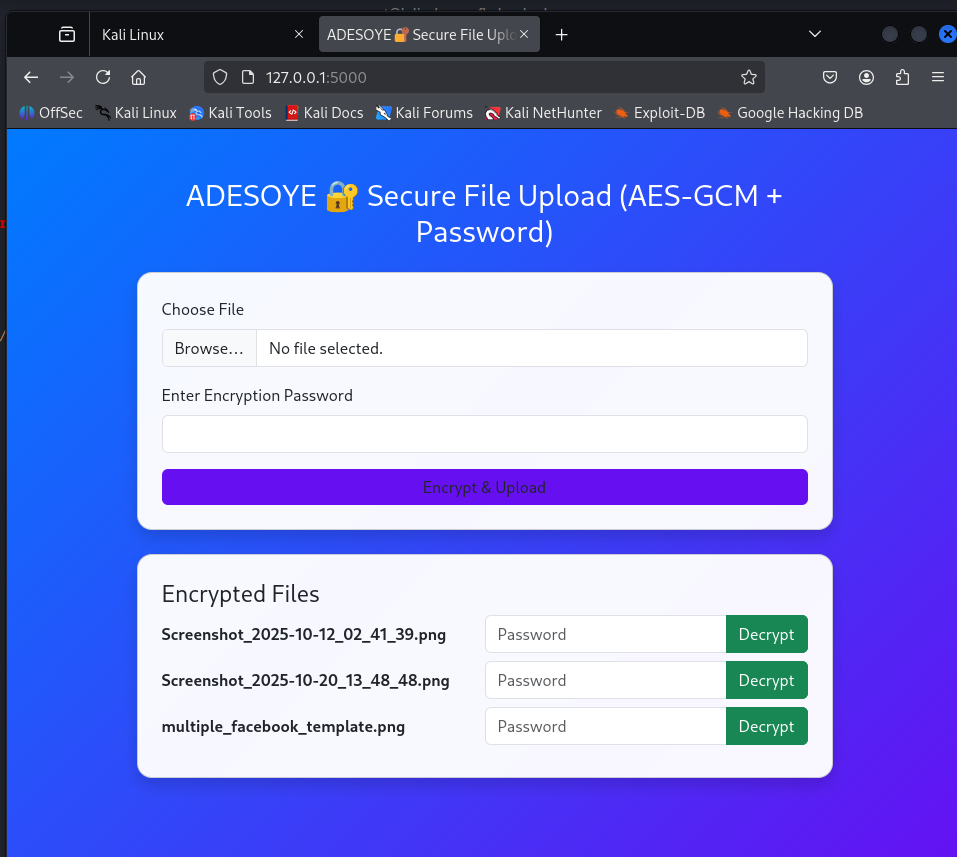 Kali Linux
ADESOYE🔐 Secure File Uplo
127.0.0.1:5000
OffSec Kali Linux Kali Tools Kali Docs Kali Forums Kali NetHunter Exploit-DB Google Hacking DB
ADESOYE 🔐 Secure File Upload (AES-GCM +
Password)
Choose File
Browse... No file selected.
Enter Encryption Password
Encrypt & Upload
Encrypted Files
Screenshot_2025-10-12_02_41_39.png Password Decrypt
Screenshot_2025-10-20_13_48_48.png Password Decrypt
multiple_facebook_template.png Password Decrypt